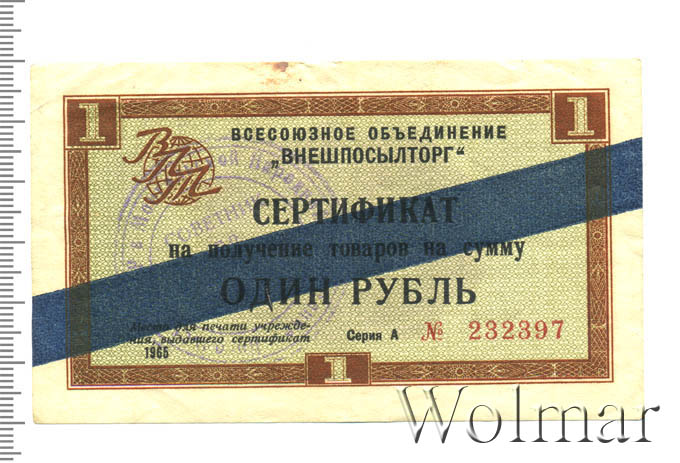 1 1
ВСЕСОЮЗНОЕ ОБЪЕДИНЕНИЕ
„ВНЕШПОСЫЛТОРГ“
ВПТ
СЕРТИФИКАТ
на получение товаров на сумму
ОДИН РУБЛЬ
Место для печати учрежде-
ния, выдавшего сертификат
1965
Серия А № 232397
1
Wolmar